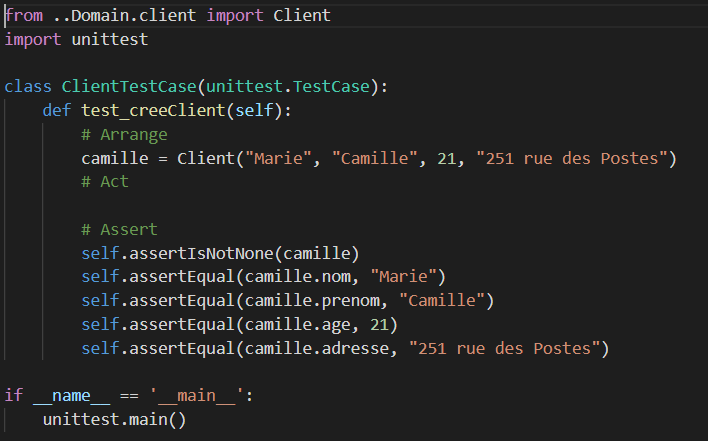 from ..Domain.client import Client
import unittest

class ClientTestCase(unittest.TestCase):
    def test_creeClient(self):
        # Arrange
        camille = Client("Marie", "Camille", 21, "251 rue des Postes")
        # Act

        # Assert
        self.assertIsNotNone(camille)
        self.assertEqual(camille.nom, "Marie")
        self.assertEqual(camille.prenom, "Camille")
        self.assertEqual(camille.age, 21)
        self.assertEqual(camille.adresse, "251 rue des Postes")

if __name__ == '__main__':
    unittest.main()